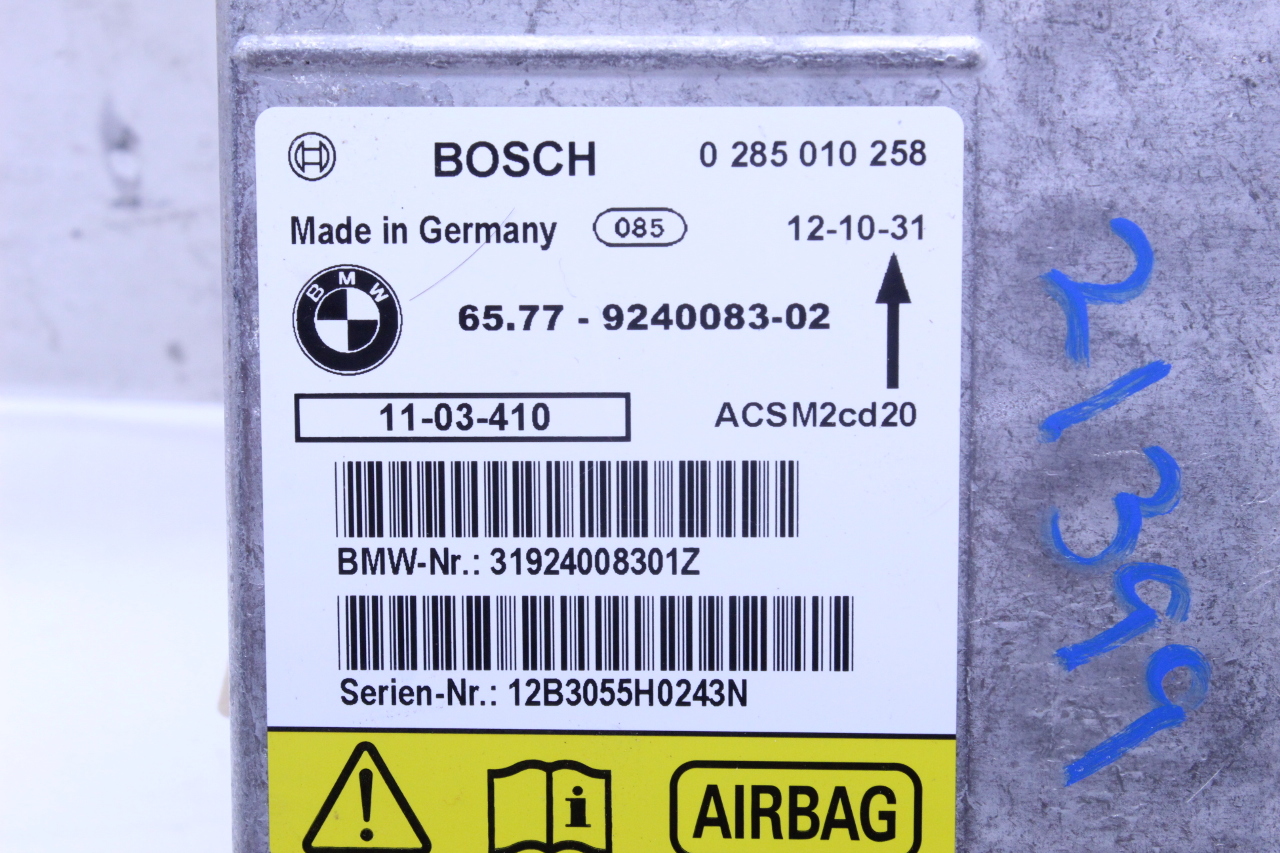 BOSCH 0 285 010 258
Made in Germany 085 12-10-31
BMW
65.77 - 9240083-02
11-03-410 ACSM2cd20
BMW-Nr.: 31924008301Z
Serien-Nr.: 12B3055H0243N
AIRBAG
21399